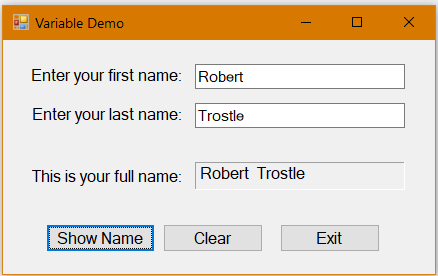 Variable Demo
Enter your first name: Robert
Enter your last name: Trostle
This is your full name: Robert  Trostle
Show Name Clear Exit